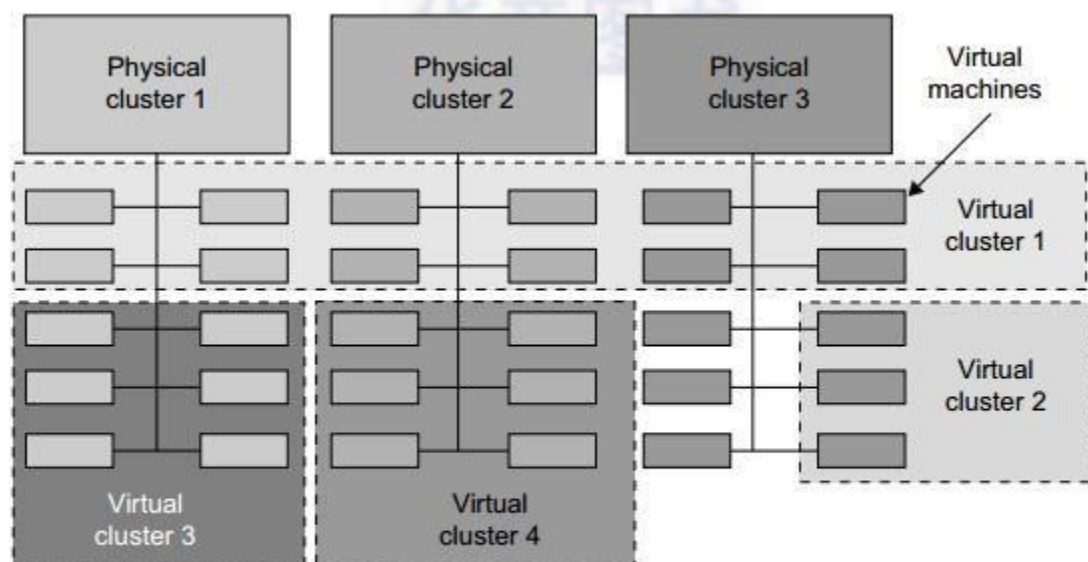 Physical
cluster 1
Physical
cluster 2
Physical
cluster 3
Virtual
machines
Virtual
cluster 1
Virtual
cluster 2
Virtual
cluster 3
Virtual
cluster 4